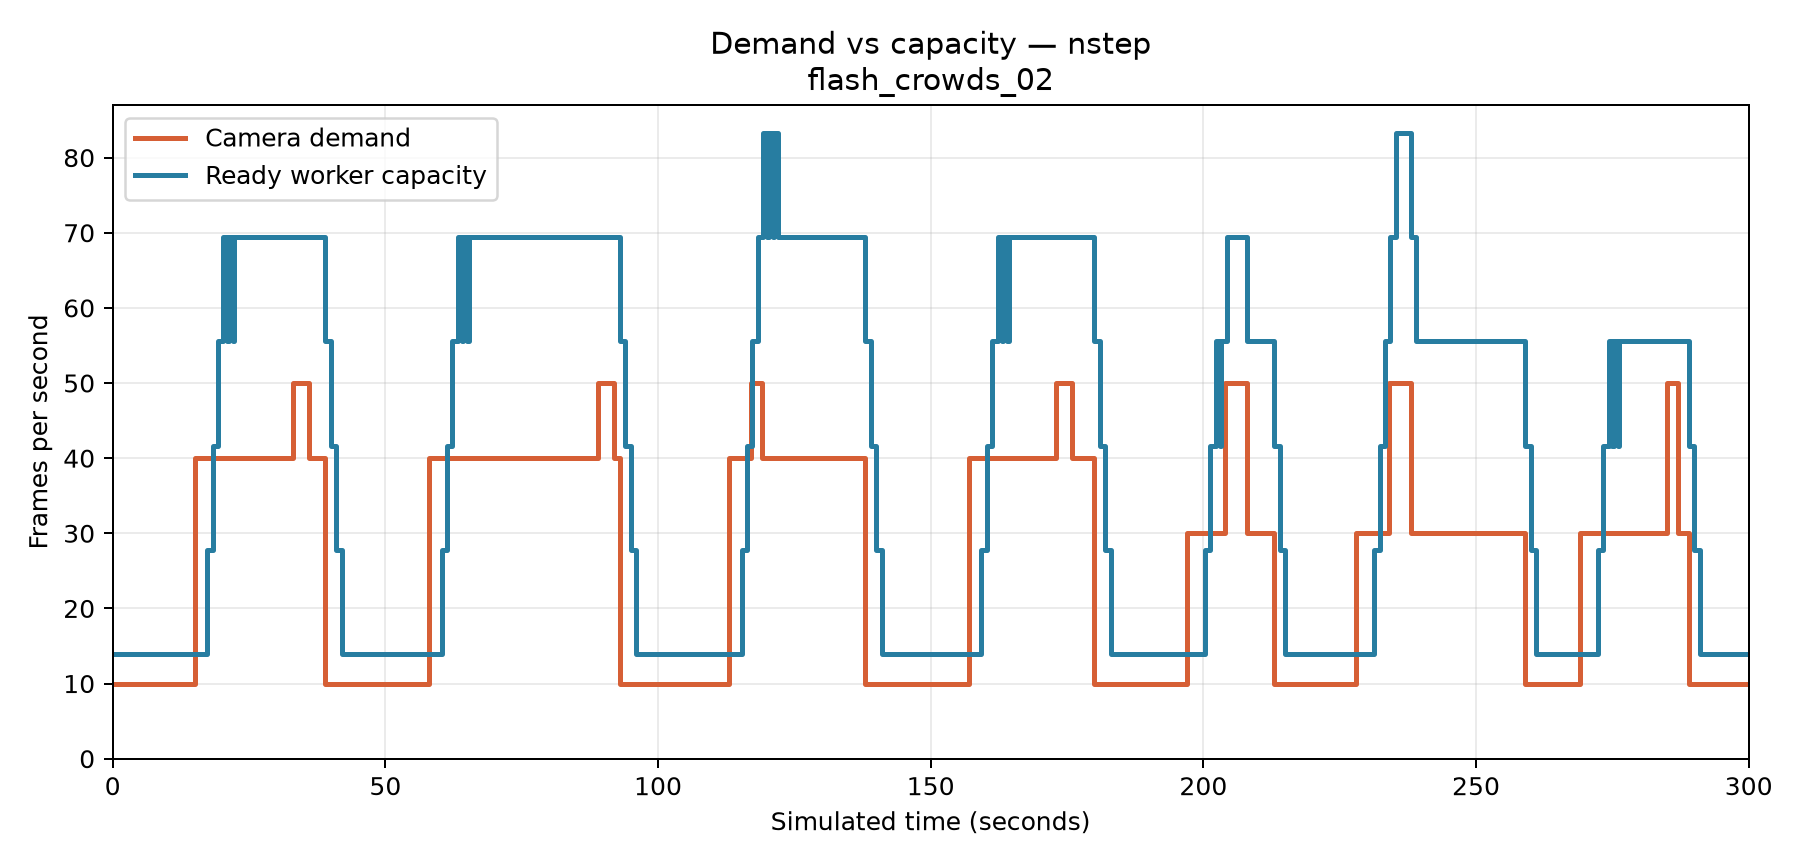 Demand vs capacity — nstep
flash_crowds_02
Camera demand
Ready worker capacity
80
70
60
50
40
30
20
10
0
Frames per second
0 50 100 150 200 250 300
Simulated time (seconds)